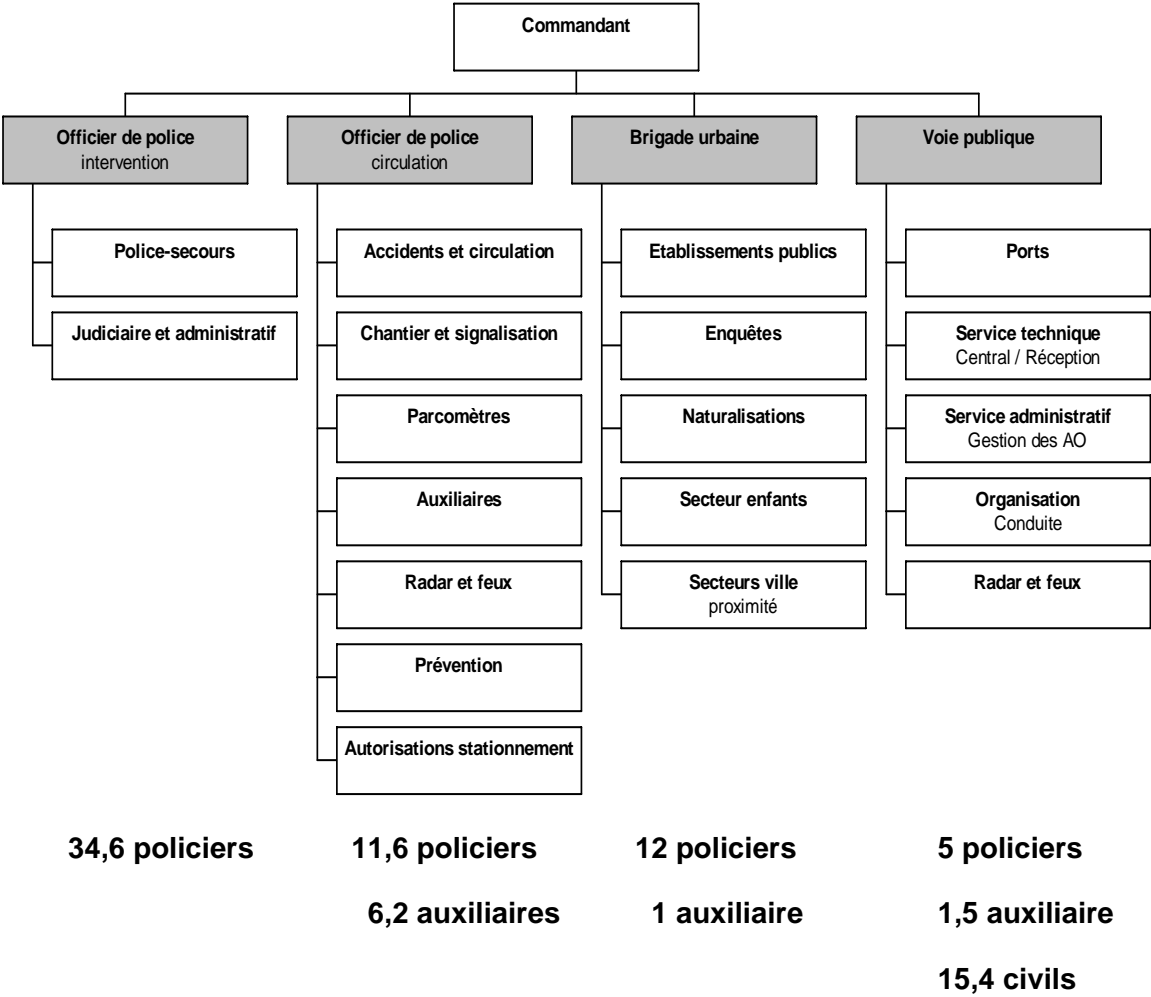 Commandant
Officier de police
intervention
Police-secours
Judiciaire et administratif
Officier de police
circulation
Accidents et circulation
Chantier et signalisation
Parcomètres
Auxiliaires
Radar et feux
Prévention
Autorisations stationnement
Brigade urbaine
Etablissements publics
Enquêtes
Naturalisations
Secteur enfants
Secteurs ville
proximité
Voie publique
Ports
Service technique
Central / Réception
Service administratif
Gestion des AO
Organisation
Conduite
Radar et feux
34,6 policiers
11,6 policiers
6,2 auxiliaires
12 policiers
1 auxiliaire
5 policiers
1,5 auxiliaire
15,4 civils